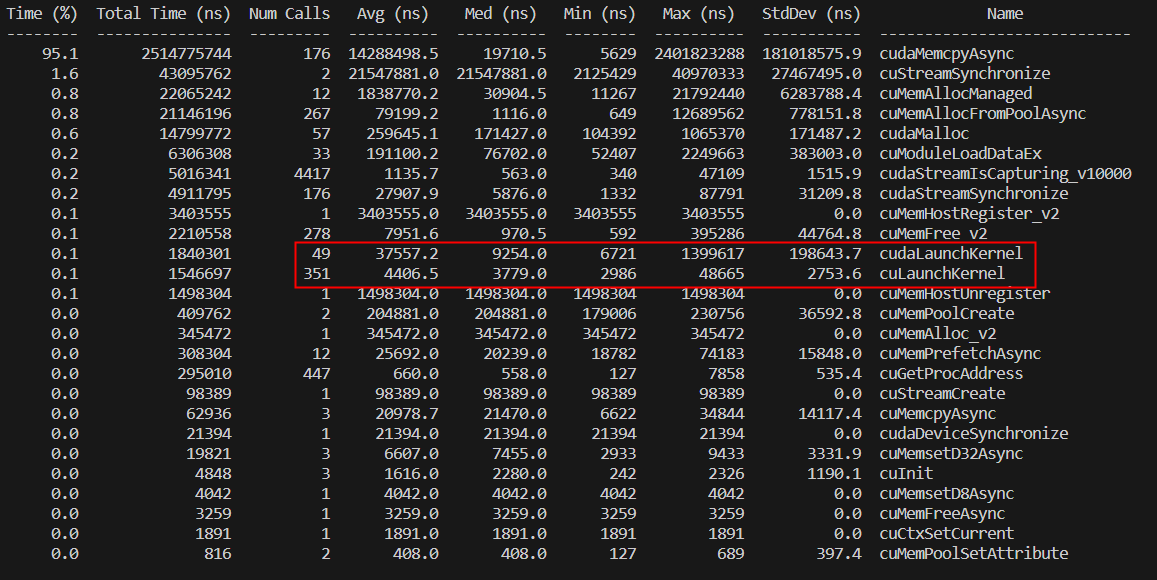 Time (%) Total Time (ns) Num Calls Avg (ns) Med (ns) Min (ns) Max (ns) StdDev (ns) Name
-------- --------------- --------- ---------- ---------- -------- ---------- ----------- ----------------------------
95.1 2514775744 176 14288498.5 19710.5 5629 2401823288 181018575.9 cudaMemcpyAsync
1.6 43095762 2 21547881.0 21547881.0 2125429 40970333 27467495.0 cuStreamSynchronize
0.8 22065242 12 1838770.2 30904.5 11267 21792440 6283788.4 cuMemAllocManaged
0.8 21146196 267 79199.2 1116.0 649 12689562 778151.8 cuMemAllocFromPoolAsync
0.6 14799772 57 259645.1 171427.0 104392 1065370 171487.2 cudaMalloc
0.2 6306308 33 191100.2 76702.0 52407 2249663 383003.0 cuModuleLoadDataEx
0.2 5016341 4417 1135.7 563.0 340 47109 1515.9 cudaStreamIsCapturing_v10000
0.2 4911795 176 27907.9 5876.0 1332 87791 31209.8 cudaStreamSynchronize
0.1 3403555 1 3403555.0 3403555.0 3403555 3403555 0.0 cuMemHostRegister_v2
0.1 2210558 278 7951.6 970.5 592 395286 44764.8 cuMemFree_v2
0.1 1840301 49 37557.2 9254.0 6721 1399617 198643.7 cudaLaunchKernel
0.1 1546697 351 4406.5 3779.0 2986 48665 2753.6 cuLaunchKernel
0.1 1498304 1 1498304.0 1498304.0 1498304 1498304 0.0 cuMemHostUnregister
0.0 409762 2 204881.0 204881.0 179006 230756 36592.8 cuMemPoolCreate
0.0 345472 1 345472.0 345472.0 345472 345472 0.0 cuMemAlloc_v2
0.0 308304 12 25692.0 20239.0 18782 74183 15848.0 cuMemPrefetchAsync
0.0 295010 447 660.0 558.0 127 7858 535.4 cuGetProcAddress
0.0 98389 1 98389.0 98389.0 98389 98389 0.0 cuStreamCreate
0.0 62936 3 20978.7 21470.0 6622 34844 14117.4 cuMemcpyAsync
0.0 21394 1 21394.0 21394.0 21394 21394 0.0 cudaDeviceSynchronize
0.0 19821 3 6607.0 7455.0 2933 9433 3331.9 cuMemsetD32Async
0.0 4848 3 1616.0 2280.0 242 2326 1190.1 cuInit
0.0 4042 1 4042.0 4042.0 4042 4042 0.0 cuMemsetD8Async
0.0 3259 1 3259.0 3259.0 3259 3259 0.0 cuMemFreeAsync
0.0 1891 1 1891.0 1891.0 1891 1891 0.0 cuCtxSetCurrent
0.0 816 2 408.0 408.0 127 689 397.4 cuMemPoolSetAttribute